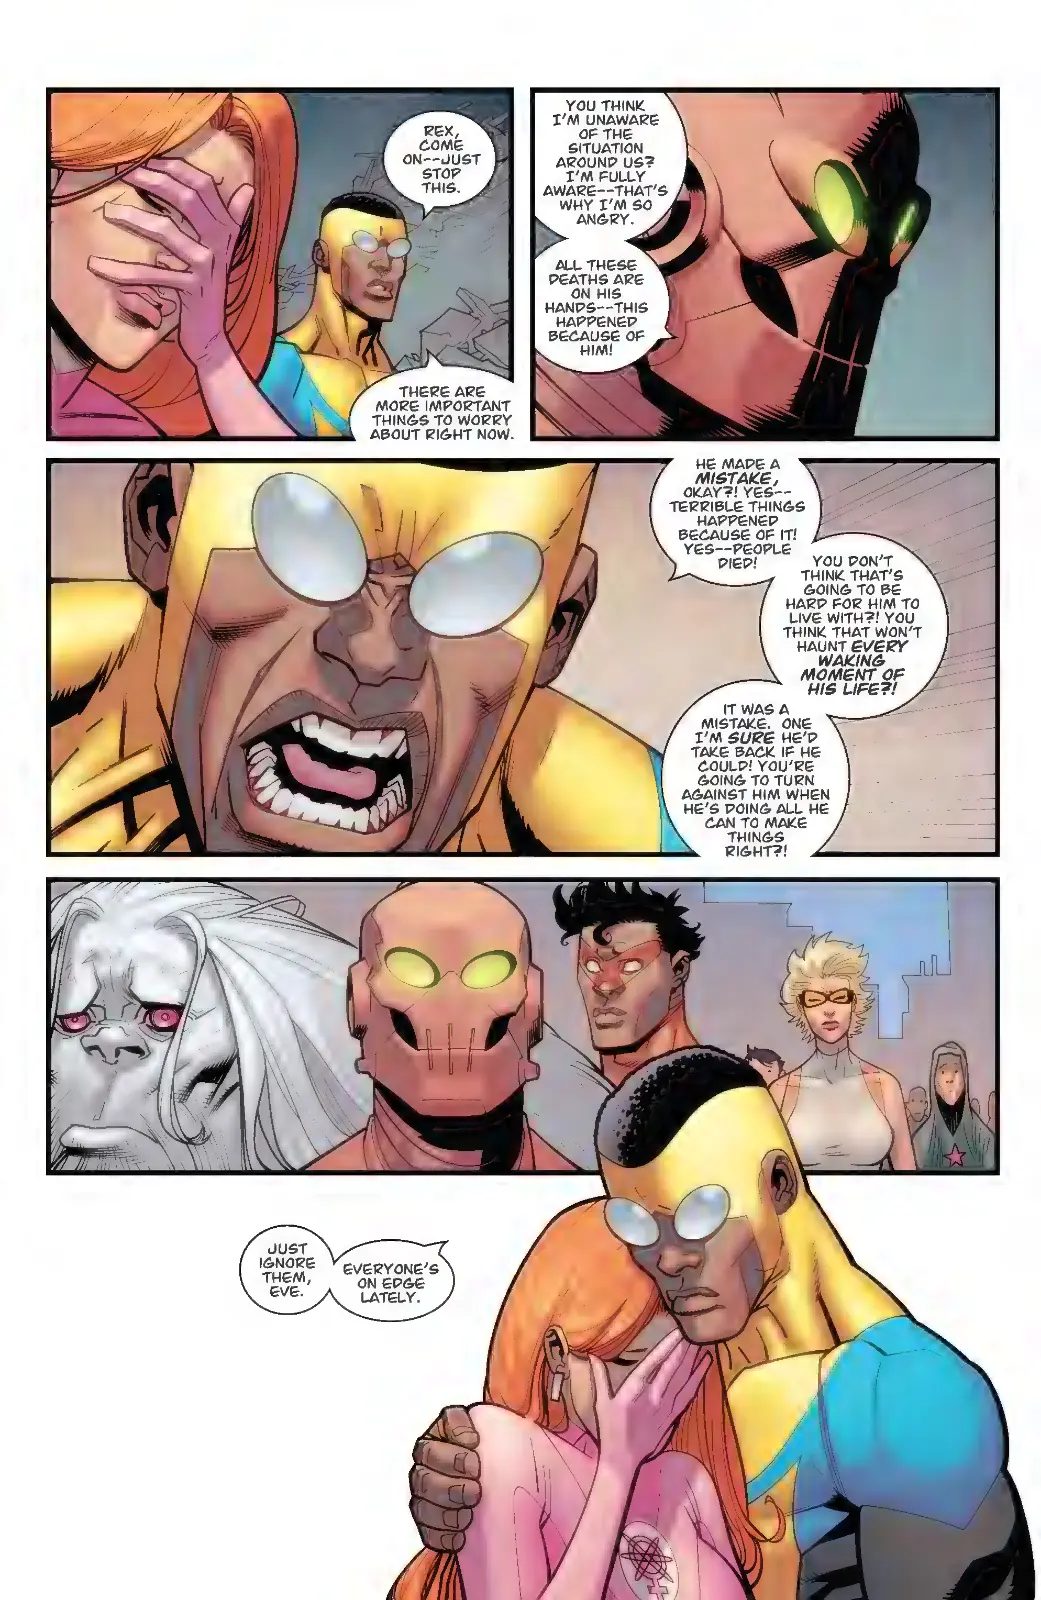 REX,
COME
ON--JUST
STOP
THIS.
THERE ARE
MORE IMPORTANT
THINGS TO WORRY
ABOUT RIGHT NOW.
YOU THINK
I'M UNAWARE
OF THE
SITUATION
AROUND US?
I'M FULLY
AWARE--THAT'S
WHY I'M SO
ANGRY.
ALL THESE
DEATHS ARE
ON HIS
HANDS--THIS
HAPPENED
BECAUSE OF
HIM!
HE MADE A
MISTAKE,
OKAY?! YES--
TERRIBLE THINGS
HAPPENED
BECAUSE OF IT!
YES--PEOPLE
DIED!
YOU DON'T
THINK THAT'S
GOING TO BE
HARD FOR HIM TO
LIVE WITH?! YOU
THINK THAT WON'T
HAUNT EVERY
WAKING
MOMENT OF
HIS LIFE?!
IT WAS A
MISTAKE. ONE
I'M SURE HE'D
TAKE BACK IF HE
COULD! YOU'RE
GOING TO TURN
AGAINST HIM WHEN
HE'S DOING ALL HE
CAN TO MAKE
THINGS
RIGHT?!
JUST
IGNORE
THEM,
EVE.
EVERYONE'S
ON EDGE
LATELY.